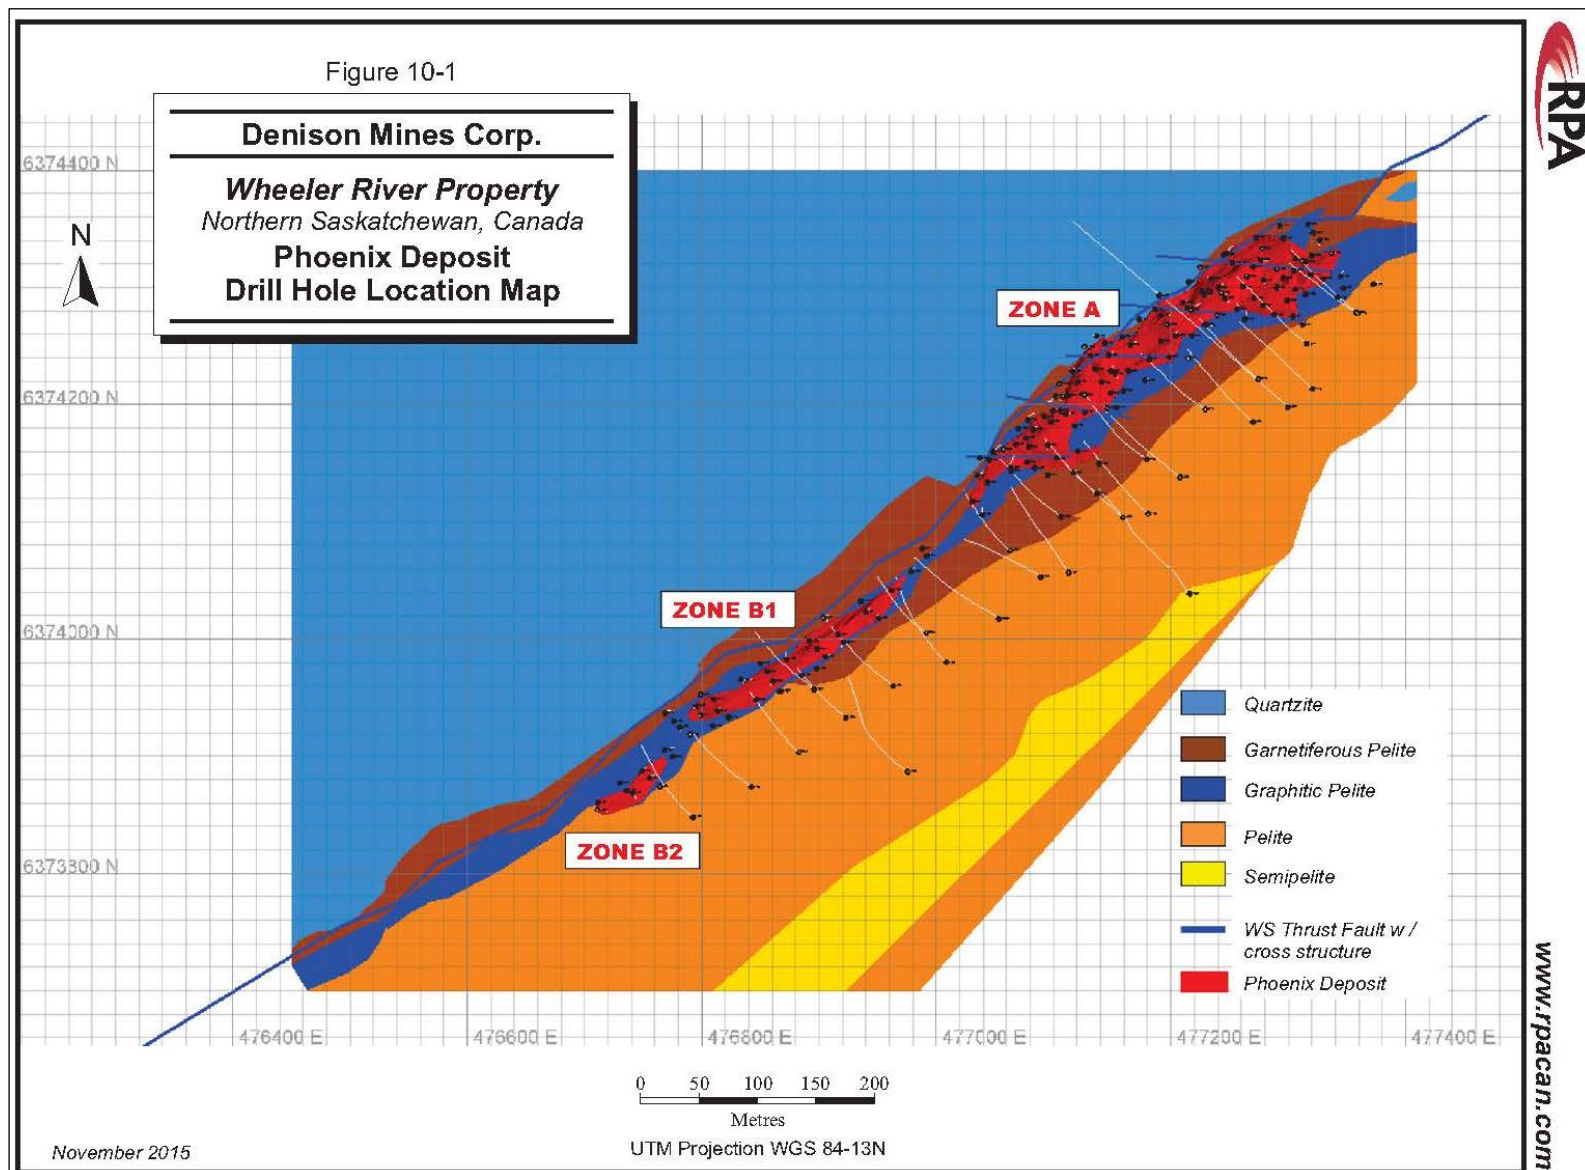 Figure 10-1
Denison Mines Corp.
Wheeler River Property
Northern Saskatchewan, Canada
Phoenix Deposit
Drill Hole Location Map
RPA
6374400 N
N
ZONE A
6374200 N
ZONE B1
6374000 N
Quartzite
Garnetiferous Pelite
Graphitic Pelite
Pelite
ZONE B2
6373800 N
Semipelite
WS Thrust Fault w /
cross structure
Phoenix Deposit
476400 E
476600 E
476800 E
477000 E
477200 E
477400 E
0 50 100 150 200
Metres
UTM Projection WGS 84-13N
November 2015
www.rpacan.com